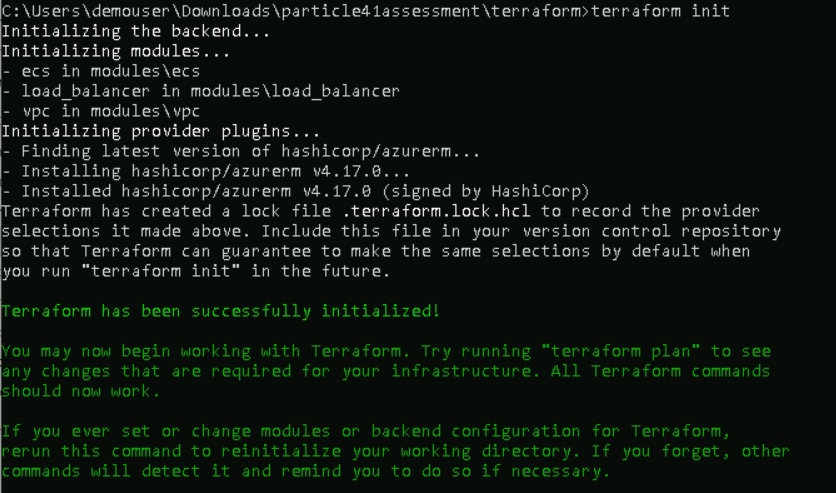 C:\Users\demouser\Downloads\particle41assessment\terraform>terraform init
Initializing the backend...
Initializing modules...
- ecs in modules\ecs
- load_balancer in modules\load_balancer
- vpc in modules\vpc
Initializing provider plugins...
- Finding latest version of hashicorp/azurerm...
- Installing hashicorp/azurerm v4.17.0...
- Installed hashicorp/azurerm v4.17.0 (signed by HashiCorp)
Terraform has created a lock file .terraform.lock.hcl to record the provider
selections it made above. Include this file in your version control repository
so that Terraform can guarantee to make the same selections by default when
you run "terraform init" in the future.
Terraform has been successfully initialized!
You may now begin working with Terraform. Try running "terraform plan" to see
any changes that are required for your infrastructure. All Terraform commands
should now work.
If you ever set or change modules or backend configuration for Terraform,
rerun this command to reinitialize your working directory. If you forget, other
commands will detect it and remind you to do so if necessary.